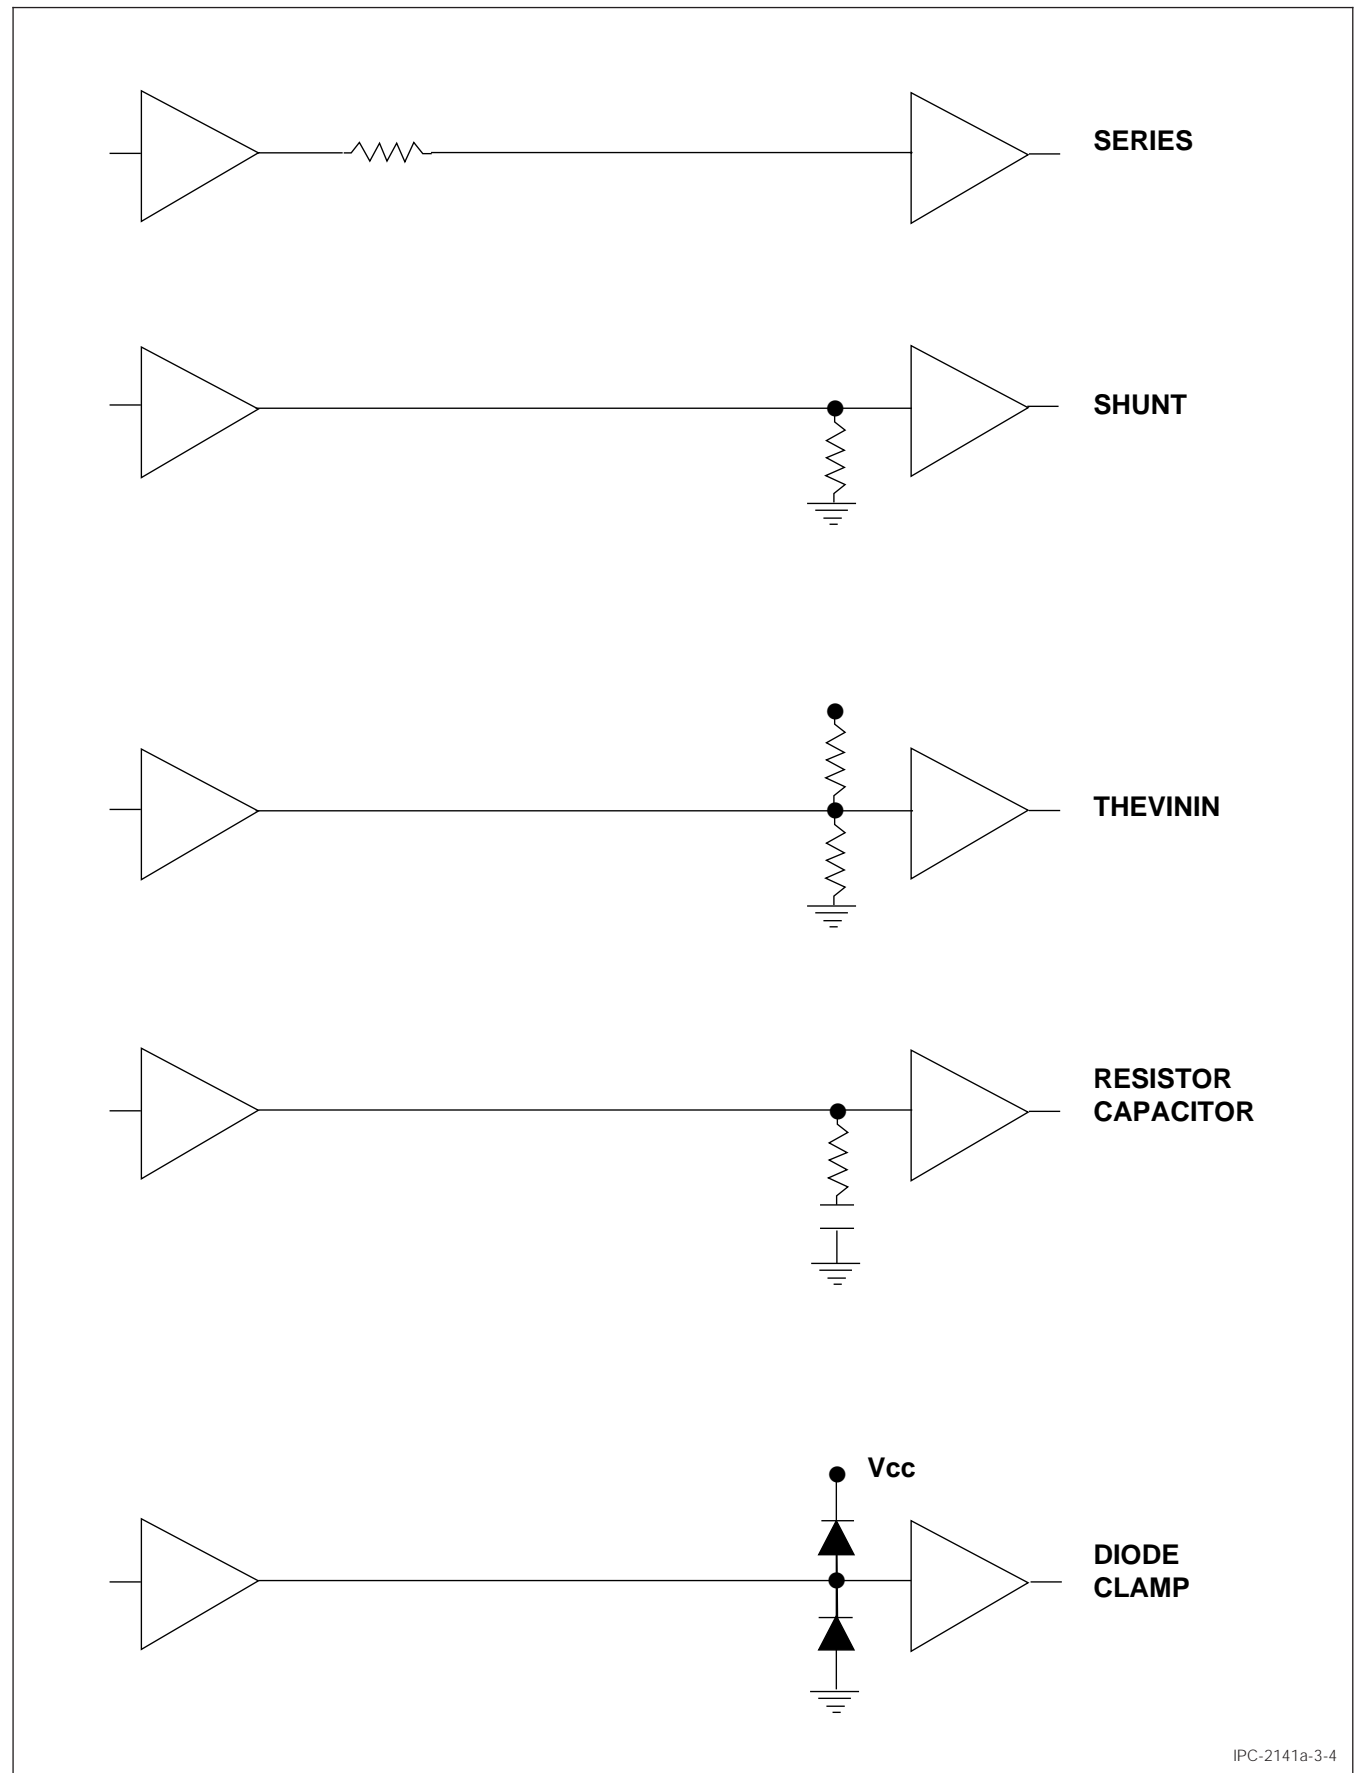 SERIES
SHUNT
THEVININ
RESISTOR
CAPACITOR
Vcc
DIODE
CLAMP
IPC-2141a-3-4